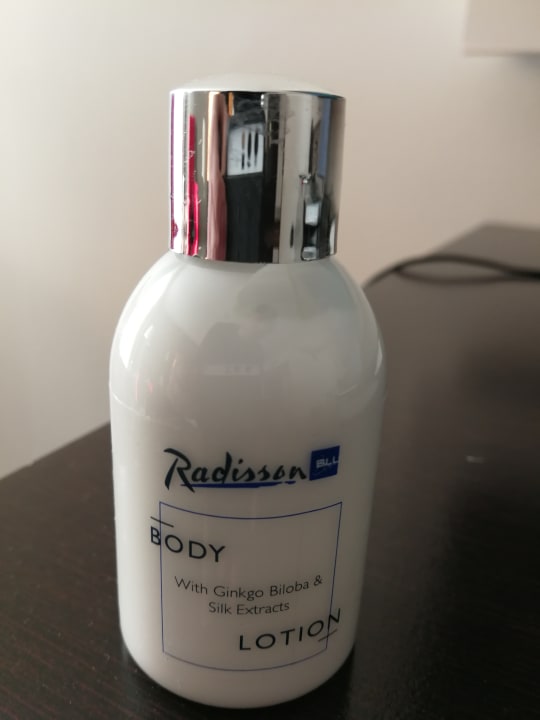 Radisson BLU
BODY
With Ginkgo Biloba &
Silk Extracts
LOTION